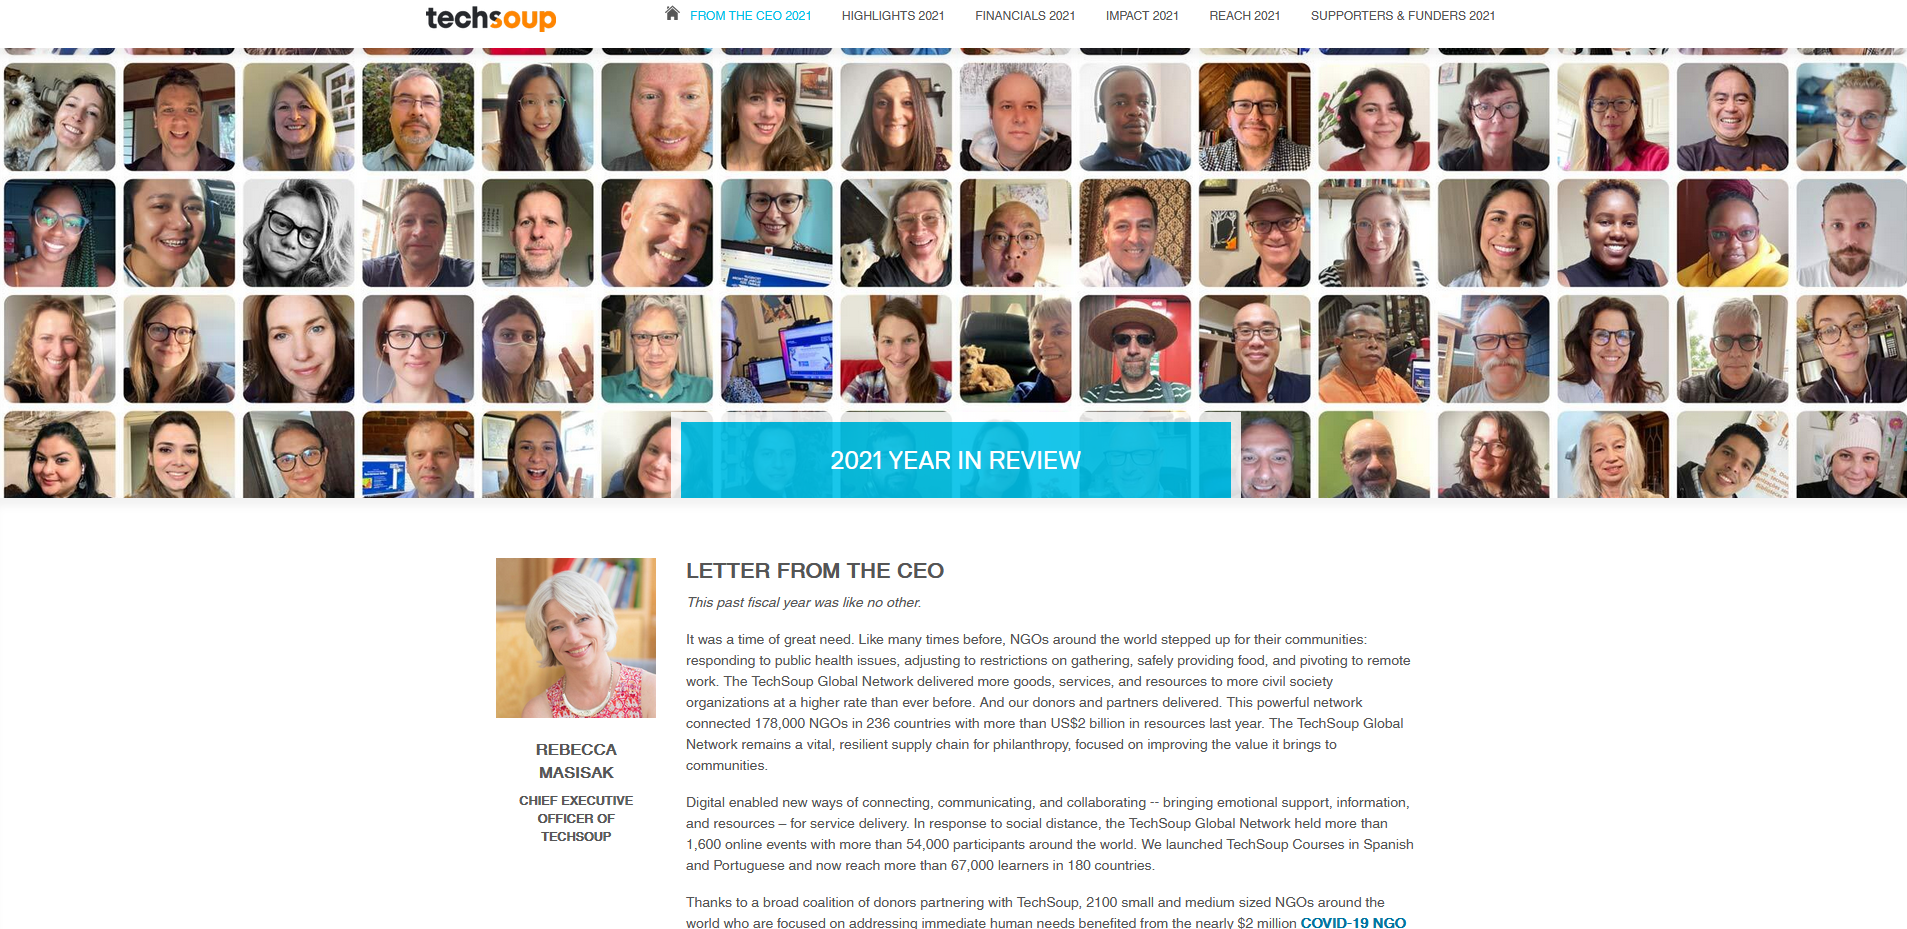 techsoup
FROM THE CEO 2021 HIGHLIGHTS 2021 FINANCIALS 2021 IMPACT 2021 REACH 2021 SUPPORTERS & FUNDERS 2021
2021 YEAR IN REVIEW
REBECCA
MASISAK
CHIEF EXECUTIVE
OFFICER OF
TECHSOUP
LETTER FROM THE CEO
This past fiscal year was like no other.
It was a time of great need. Like many times before, NGOs around the world stepped up for their communities:
responding to public health issues, adjusting to restrictions on gathering, safely providing food, and pivoting to remote
work. The TechSoup Global Network delivered more goods, services, and resources to more civil society
organizations at a higher rate than ever before. And our donors and partners delivered. This powerful network
connected 178,000 NGOs in 236 countries with more than US$2 billion in resources last year. The TechSoup Global
Network remains a vital, resilient supply chain for philanthropy, focused on improving the value it brings to
communities.
Digital enabled new ways of connecting, communicating, and collaborating -- bringing emotional support, information,
and resources – for service delivery. In response to social distance, the TechSoup Global Network held more than
1,600 online events with more than 54,000 participants around the world. We launched TechSoup Courses in Spanish
and Portuguese and now reach more than 67,000 learners in 180 countries.
Thanks to a broad coalition of donors partnering with TechSoup, 2100 small and medium sized NGOs around the
world who are focused on addressing immediate human needs benefited from the nearly $2 million COVID-19 NGO